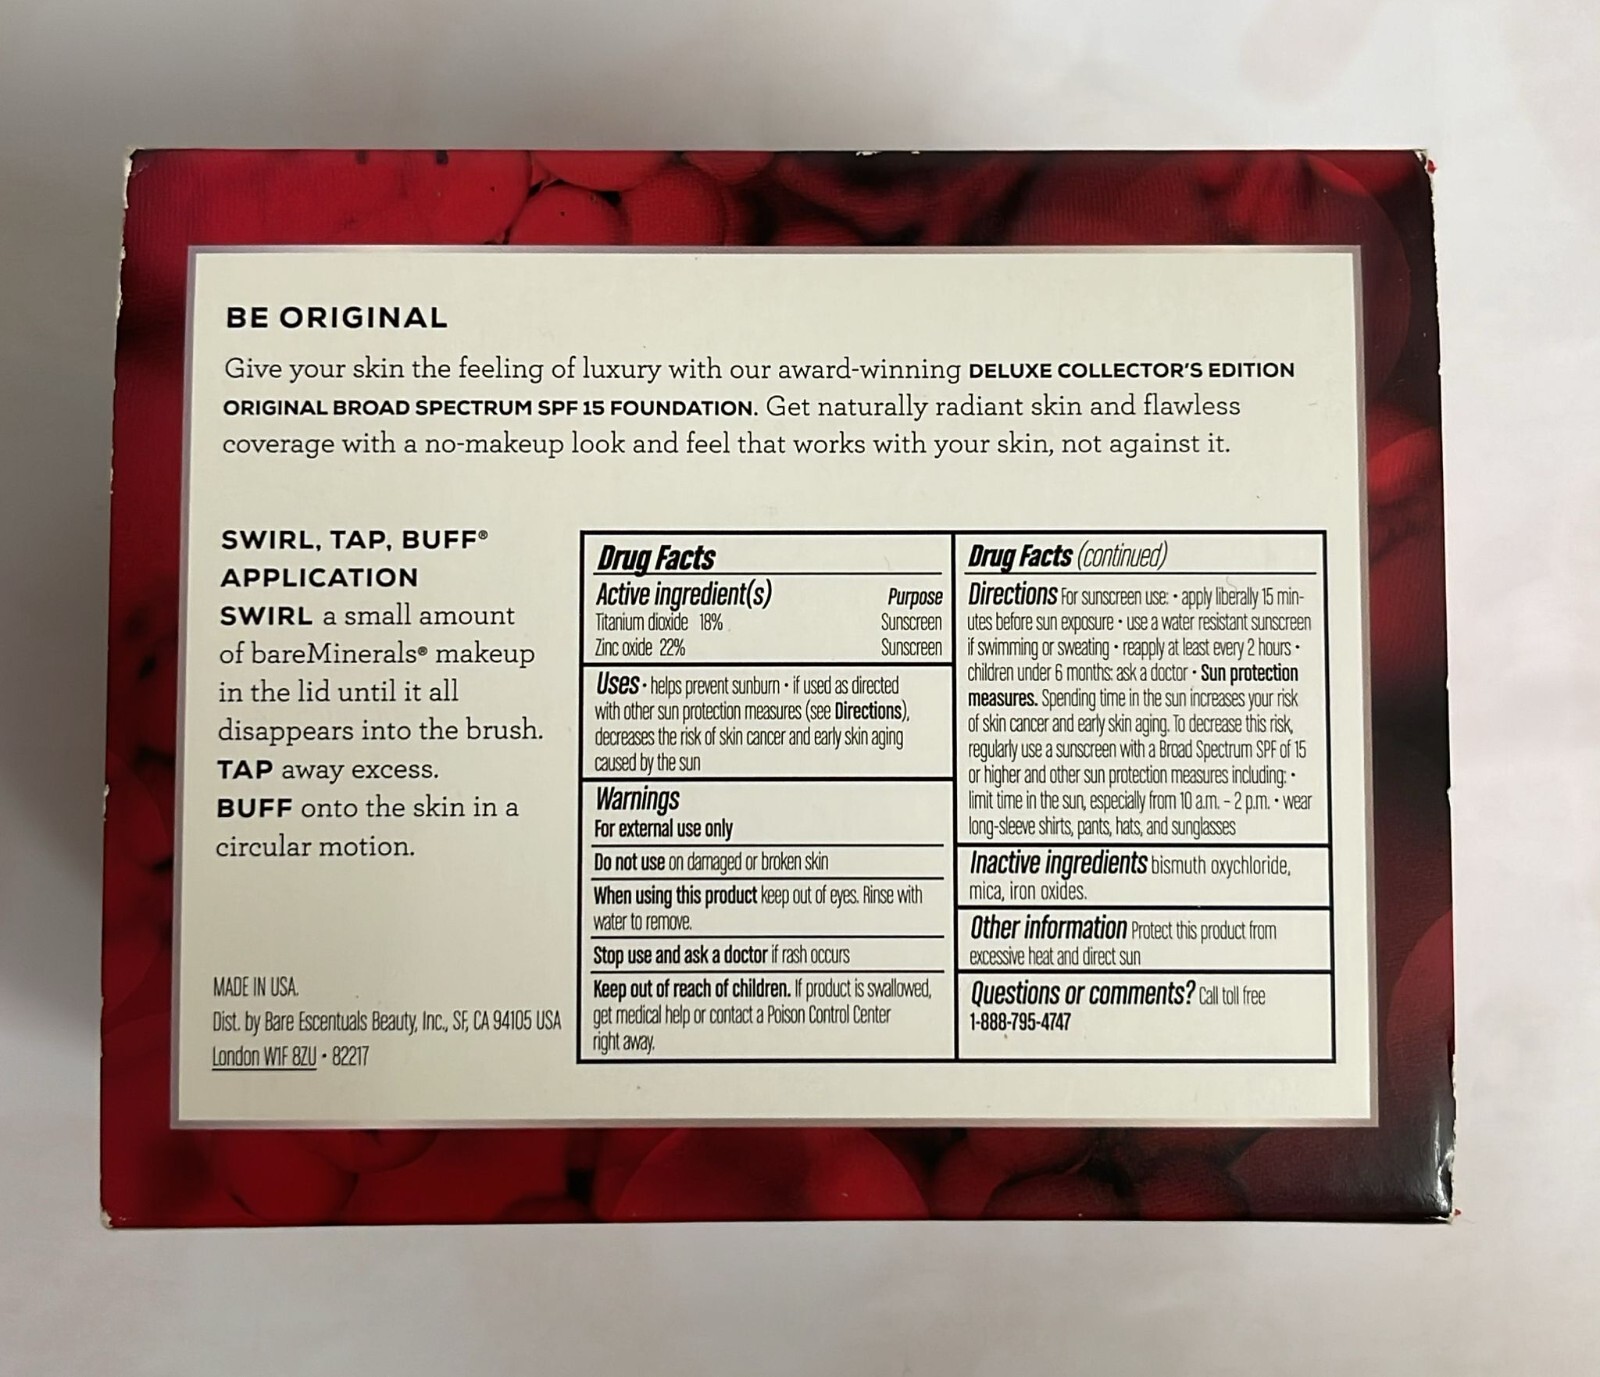 BE ORIGINAL
Give your skin the feeling of luxury with our award-winning DELUXE COLLECTOR'S EDITION
ORIGINAL BROAD SPECTRUM SPF 15 FOUNDATION. Get naturally radiant skin and flawless
coverage with a no-makeup look and feel that works with your skin, not against it.
SWIRL, TAP, BUFF®
APPLICATION
SWIRL a small amount
of bareMinerals® makeup
in the lid until it all
disappears into the brush.
TAP away excess.
BUFF onto the skin in a
circular motion.
MADE IN USA.
Dist. by Bare Escentuals Beauty, Inc., SF, CA 94105 USA
London W1F 8ZU • 82217
Drug Facts
Active ingredient(s) Purpose
Titanium dioxide 18% Sunscreen
Zinc oxide 22% Sunscreen
Uses • helps prevent sunburn • if used as directed
with other sun protection measures (see Directions),
decreases the risk of skin cancer and early skin aging
caused by the sun
Warnings
For external use only
Do not use on damaged or broken skin
When using this product keep out of eyes. Rinse with
water to remove.
Stop use and ask a doctor if rash occurs
Keep out of reach of children. If product is swallowed,
get medical help or contact a Poison Control Center
right away.
Drug Facts (continued)
Directions For sunscreen use: • apply liberally 15 min-
utes before sun exposure • use a water resistant sunscreen
if swimming or sweating • reapply at least every 2 hours •
children under 6 months: ask a doctor • Sun protection
measures. Spending time in the sun increases your risk
of skin cancer and early skin aging. To decrease this risk,
regularly use a sunscreen with a Broad Spectrum SPF of 15
or higher and other sun protection measures including: •
limit time in the sun, especially from 10 a.m. – 2 p.m. • wear
long-sleeve shirts, pants, hats, and sunglasses
Inactive ingredients bismuth oxychloride,
mica, iron oxides.
Other information Protect this product from
excessive heat and direct sun
Questions or comments? Call toll free
1-888-795-4747